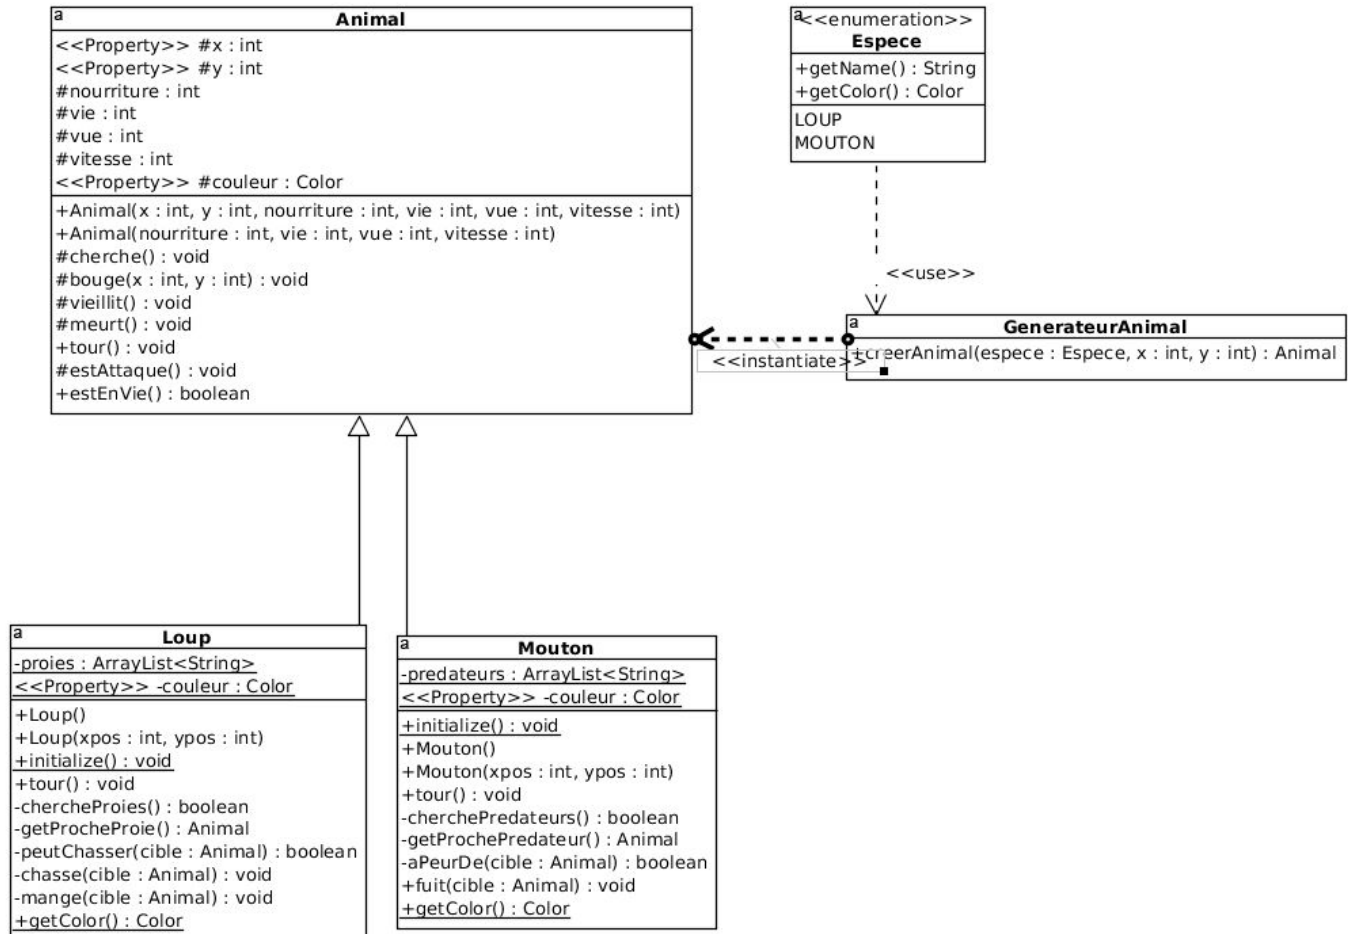 a
Animal
<<Property>> #x : int
<<Property>> #y : int
#nourriture : int
#vie : int
#vue : int
#vitesse : int
<<Property>> #couleur : Color
+Animal(x : int, y : int, nourriture : int, vie : int, vue : int, vitesse : int)
+Animal(nourriture : int, vie : int, vue : int, vitesse : int)
#cherche() : void
#bouge(x : int, y : int) : void
#vieillit() : void
#meurt() : void
+tour() : void
#estAttaque() : void
+estEnVie() : boolean
a
<<enumeration>>
Espece
+getName() : String
+getColor() : Color
LOUP
MOUTON
<<use>>
a
GenerateurAnimal
+creerAnimal(espece : Espece, x : int, y : int) : Animal
<<instantiate>>
a
Loup
-proies : ArrayList<String>
<<Property>> -couleur : Color
+Loup()
+Loup(xpos : int, ypos : int)
+initialize() : void
+tour() : void
-chercheProies() : boolean
-getProcheProie() : Animal
-peutChasser(cible : Animal) : boolean
-chasse(cible : Animal) : void
-mange(cible : Animal) : void
+getColor() : Color
a
Mouton
-predateurs : ArrayList<String>
<<Property>> -couleur : Color
+initialize() : void
+Mouton()
+Mouton(xpos : int, ypos : int)
+tour() : void
-cherchePredateurs() : boolean
-getProchePredateur() : Animal
-aPeurDe(cible : Animal) : boolean
+fuit(cible : Animal) : void
+getColor() : Color